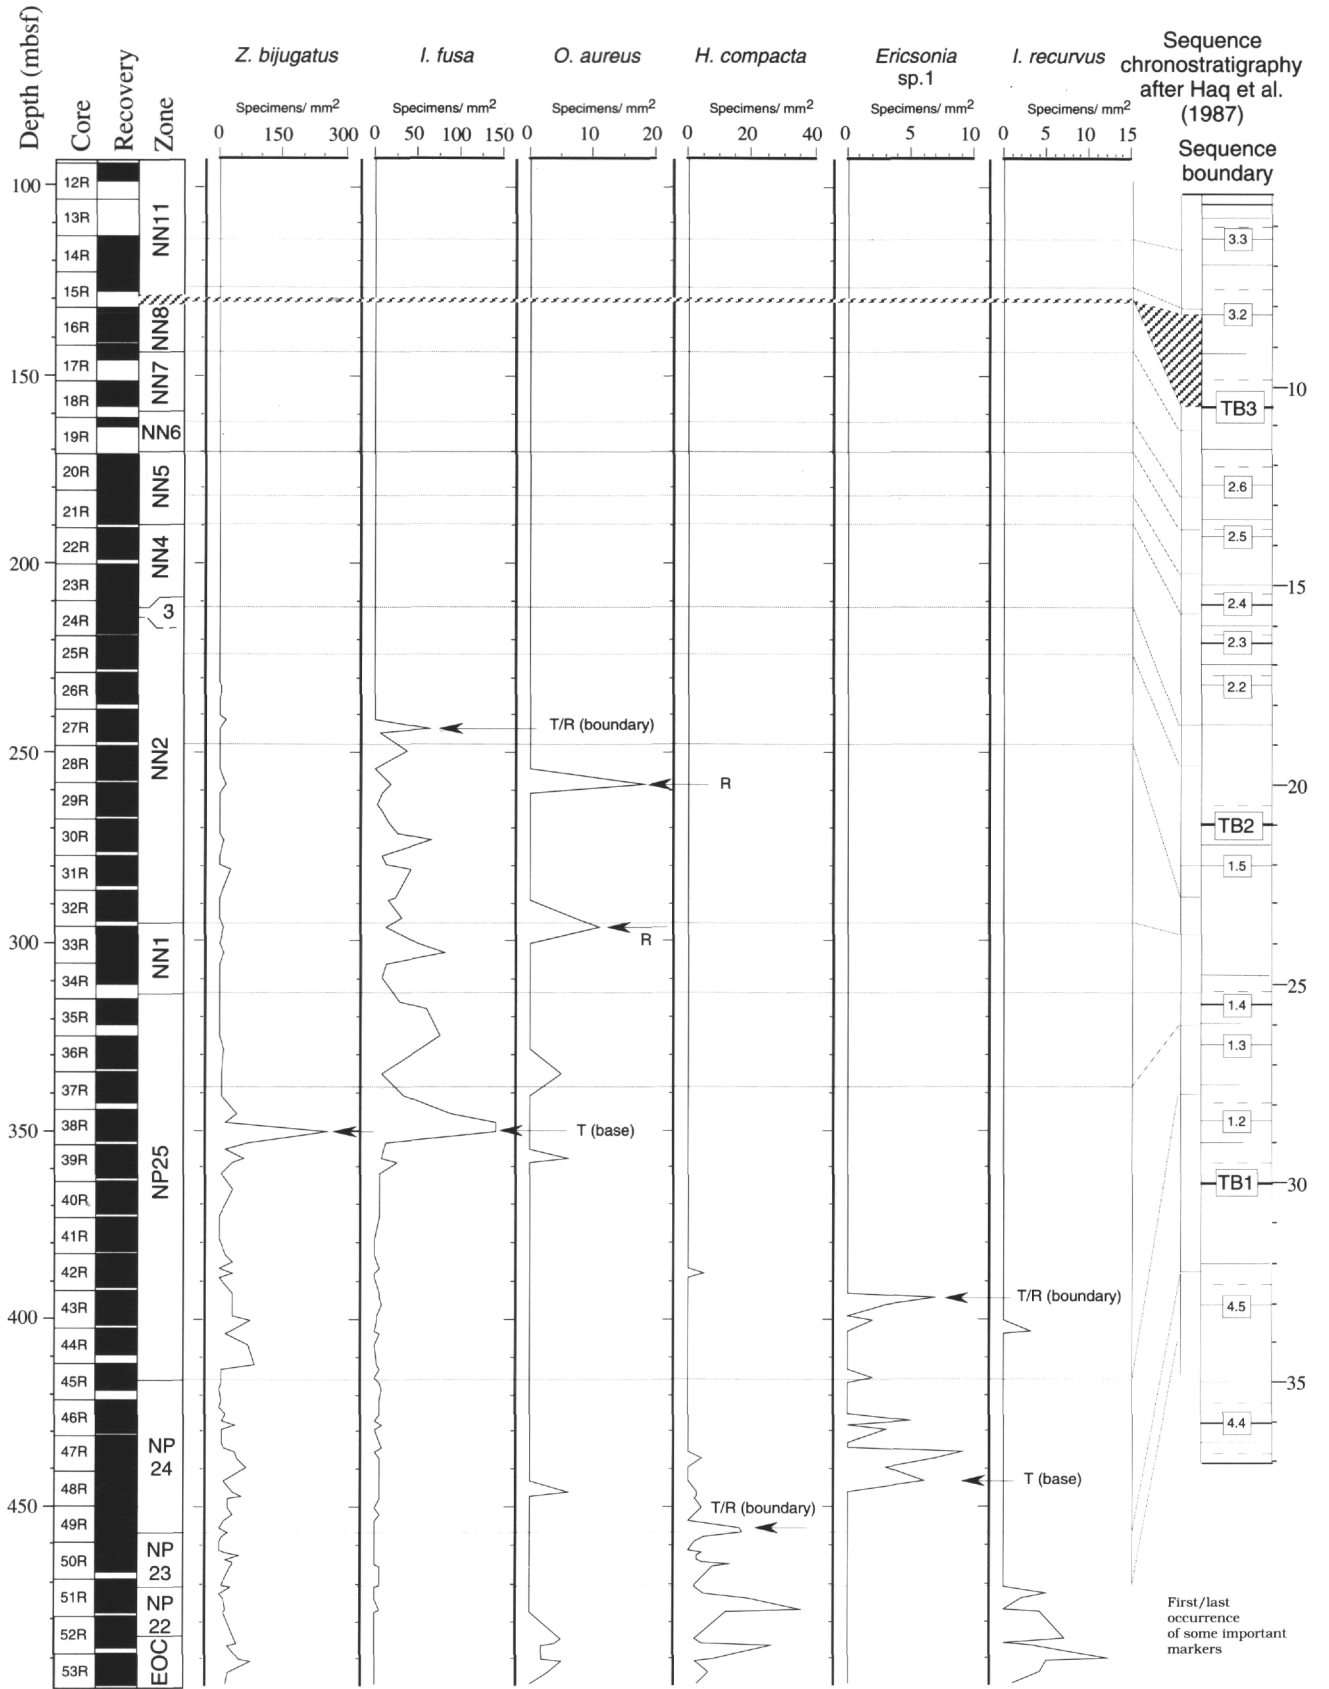 Depth (mbsf)
Core
Recovery
Zone
Z. bijugatus
I. fusa
O. aureus
H. compacta
Ericsonia
sp.1
I. recurvus
Sequence
chronostratigraphy
after Haq et al.
(1987)
Sequence
boundary
Specimens/ mm2
Specimens/ mm2
Specimens/ mm2
Specimens/ mm2
Specimens/ mm2
Specimens/ mm2
0 150 300
0 50 100 150
0 10 20
0 20 40
0 5 10
0 5 10 15
100
150
200
250
300
350
400
450
12R
13R
14R
15R
16R
17R
18R
19R
20R
21R
22R
23R
24R
25R
26R
27R
28R
29R
30R
31R
32R
33R
34R
35R
36R
37R
38R
39R
40R
41R
42R
43R
44R
45R
46R
47R
48R
49R
50R
51R
52R
53R
NN11
NN8
NN7
NN6
NN5
NN4
3
NN2
NN1
NP25
NP
24
NP
23
NP
22
EOC
T/R (boundary)
R
R
T (base)
T/R (boundary)
T (base)
T/R (boundary)
3.3
3.2
TB3
2.6
2.5
2.4
2.3
2.2
TB2
1.5
1.4
1.3
1.2
TB1
4.5
4.4
10
15
20
25
30
35
First/last
occurrence
of some important
markers